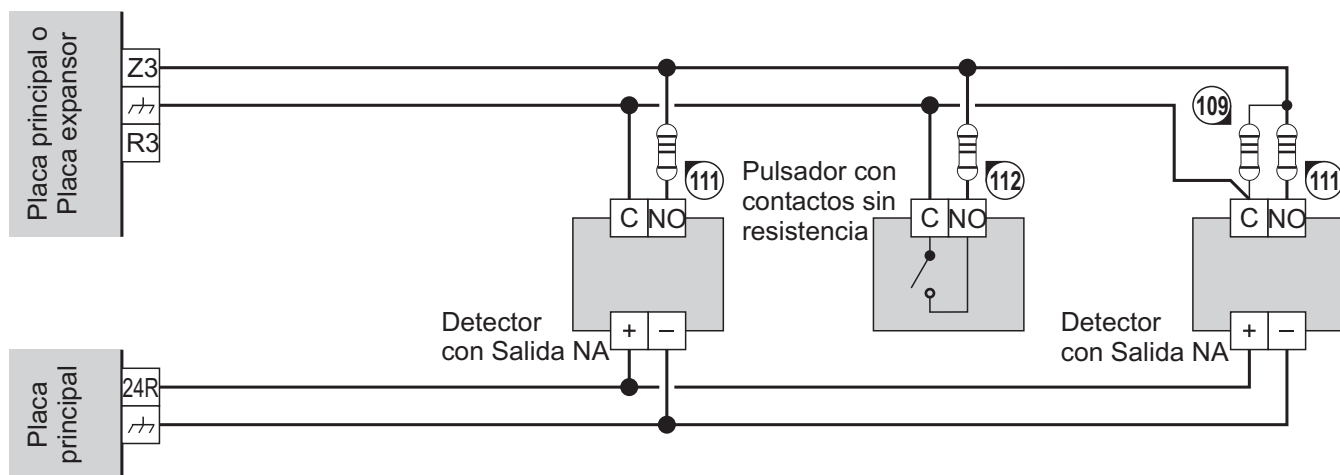 Placa principal o
Placa expansor
Z3
R3
109
111
112
111
Pulsador con
contactos sin
resistencia
C NO
C NO
C NO
Detector
con Salida NA
+ −
Detector
con Salida NA
+ −
Placa
principal
24R